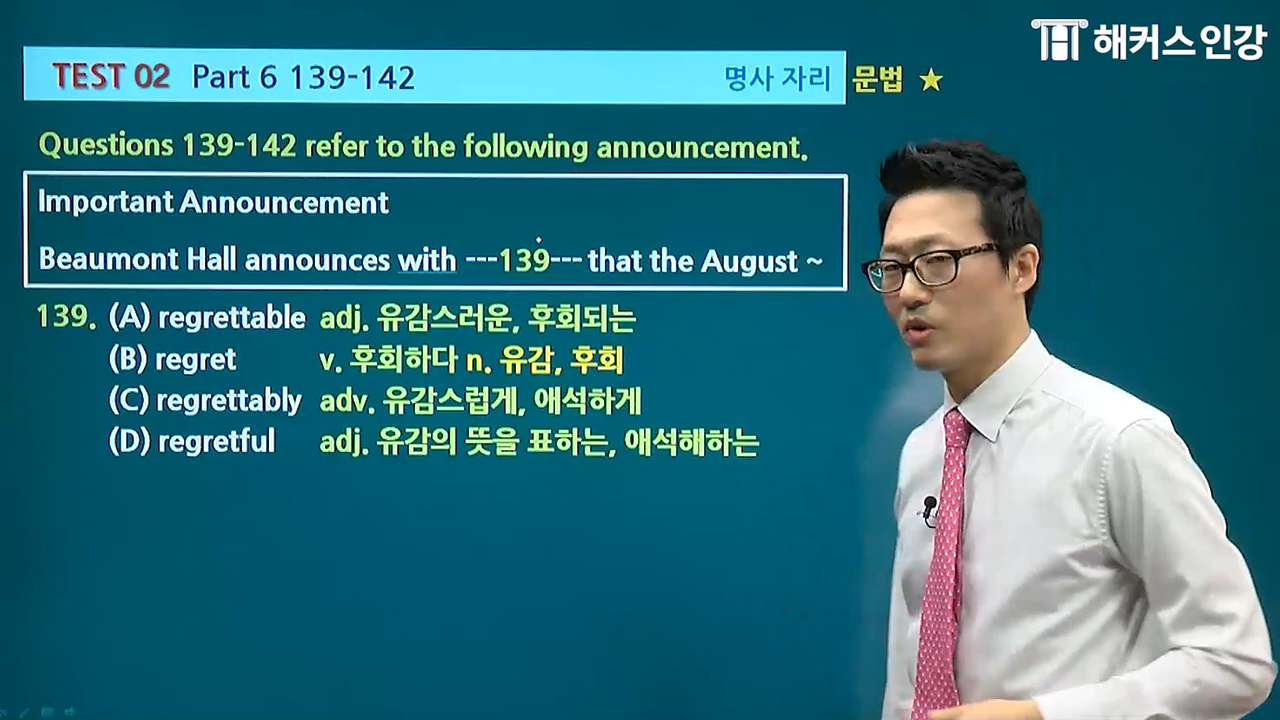 해커스인강
TEST 02 Part 6 139-142 명사 자리 문법 ★
Questions 139-142 refer to the following announcement.
Important Announcement
Beaumont Hall announces with ---139--- that the August ~
139. (A) regrettable adj. 유감스러운, 후회되는
(B) regret v. 후회하다 n. 유감, 후회
(C) regrettably adv. 유감스럽게, 애석하게
(D) regretful adj. 유감의 뜻을 표하는, 애석해하는